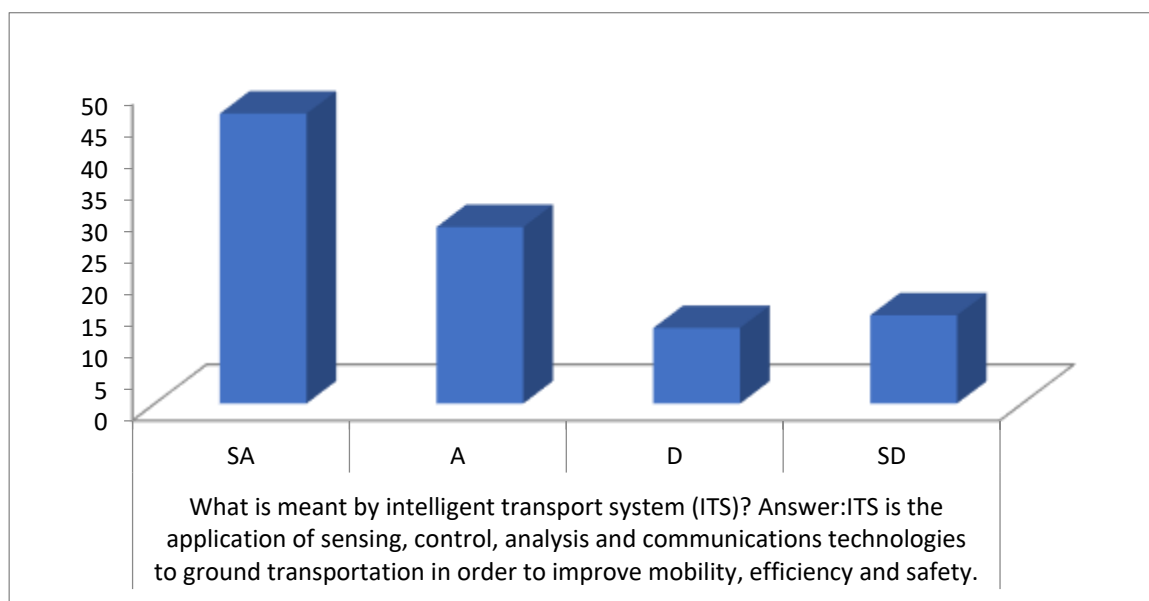 50
45
40
35
30
25
20
15
10
5
0
SA A D SD
What is meant by intelligent transport system (ITS)? Answer:ITS is the
application of sensing, control, analysis and communications technologies
to ground transportation in order to improve mobility, efficiency and safety.